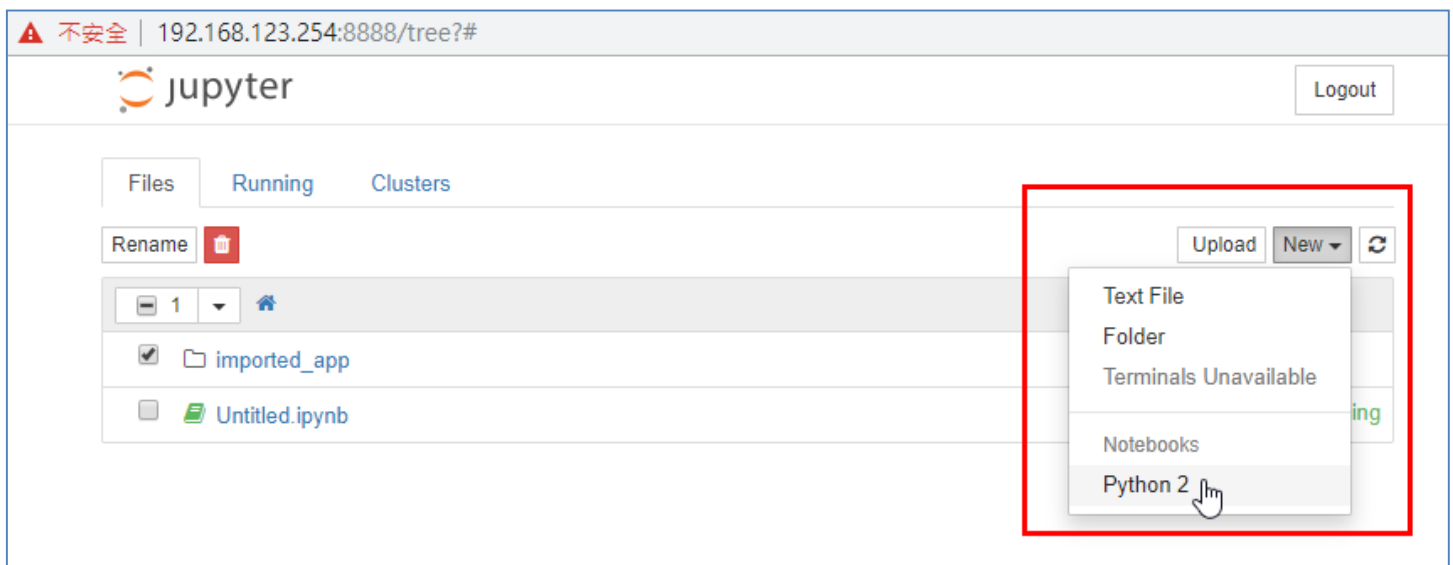 不安全 | 192.168.123.254:8888/tree?#
jupyter
Logout
Files Running Clusters
Rename Upload New
1
imported_app
Untitled.ipynb
Text File
Folder
Terminals Unavailable
ing
Notebooks
Python 2